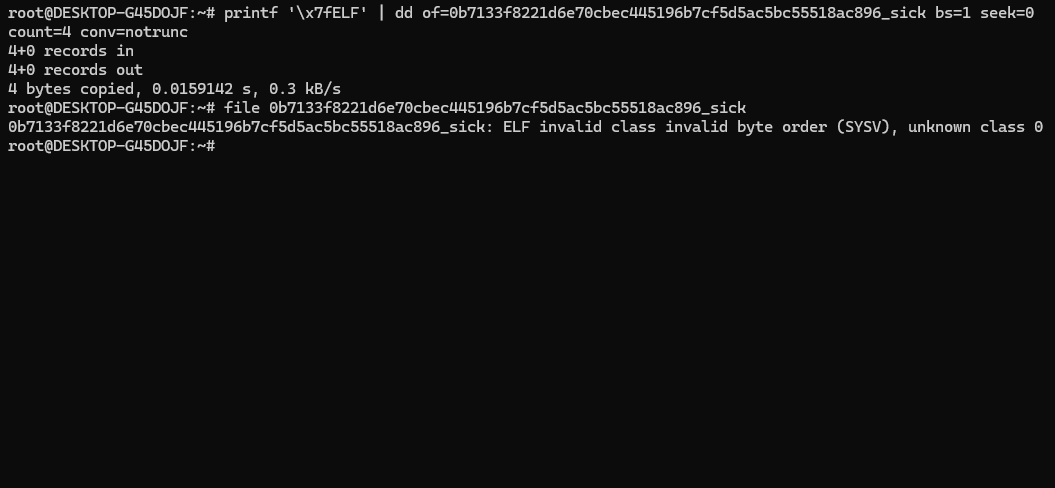 root@DESKTOP-G45DOJF:~# printf '\x7fELF' | dd of=0b7133f8221d6e70cbec445196b7cf5d5ac5bc55518ac896_sick bs=1 seek=0
count=4 conv=notrunc
4+0 records in
4+0 records out
4 bytes copied, 0.0159142 s, 0.3 kB/s
root@DESKTOP-G45DOJF:~# file 0b7133f8221d6e70cbec445196b7cf5d5ac5bc55518ac896_sick
0b7133f8221d6e70cbec445196b7cf5d5ac5bc55518ac896_sick: ELF invalid class invalid byte order (SYSV), unknown class 0
root@DESKTOP-G45DOJF:~#